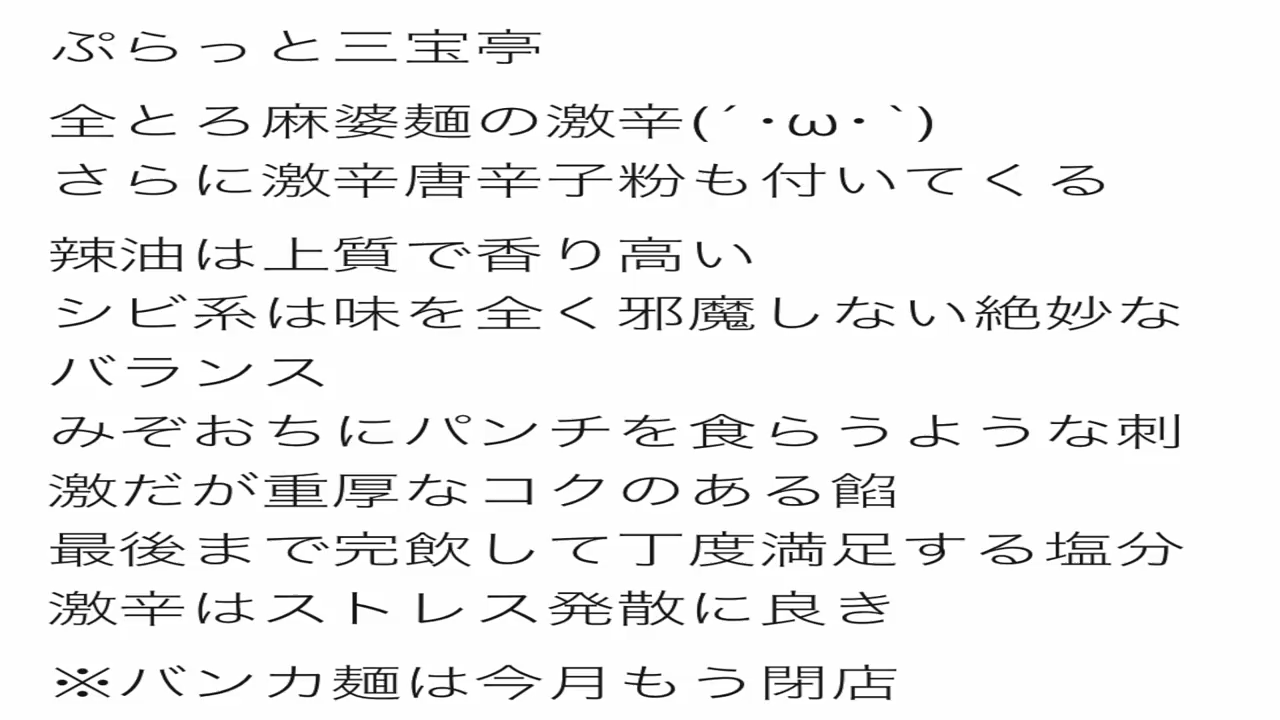 ぷらっと三宝亭
全とろ麻婆麺の激辛(´･ω･`)
さらに激辛唐辛子粉も付いてくる
辣油は上質で香り高い
シビ系は味を全く邪魔しない絶妙な
バランス
みぞおちにパンチを食らうような刺
激だが重厚なコクのある餡
最後まで完飲して丁度満足する塩分
激辛はストレス発散に良き
※バンカ麺は今月もう閉店